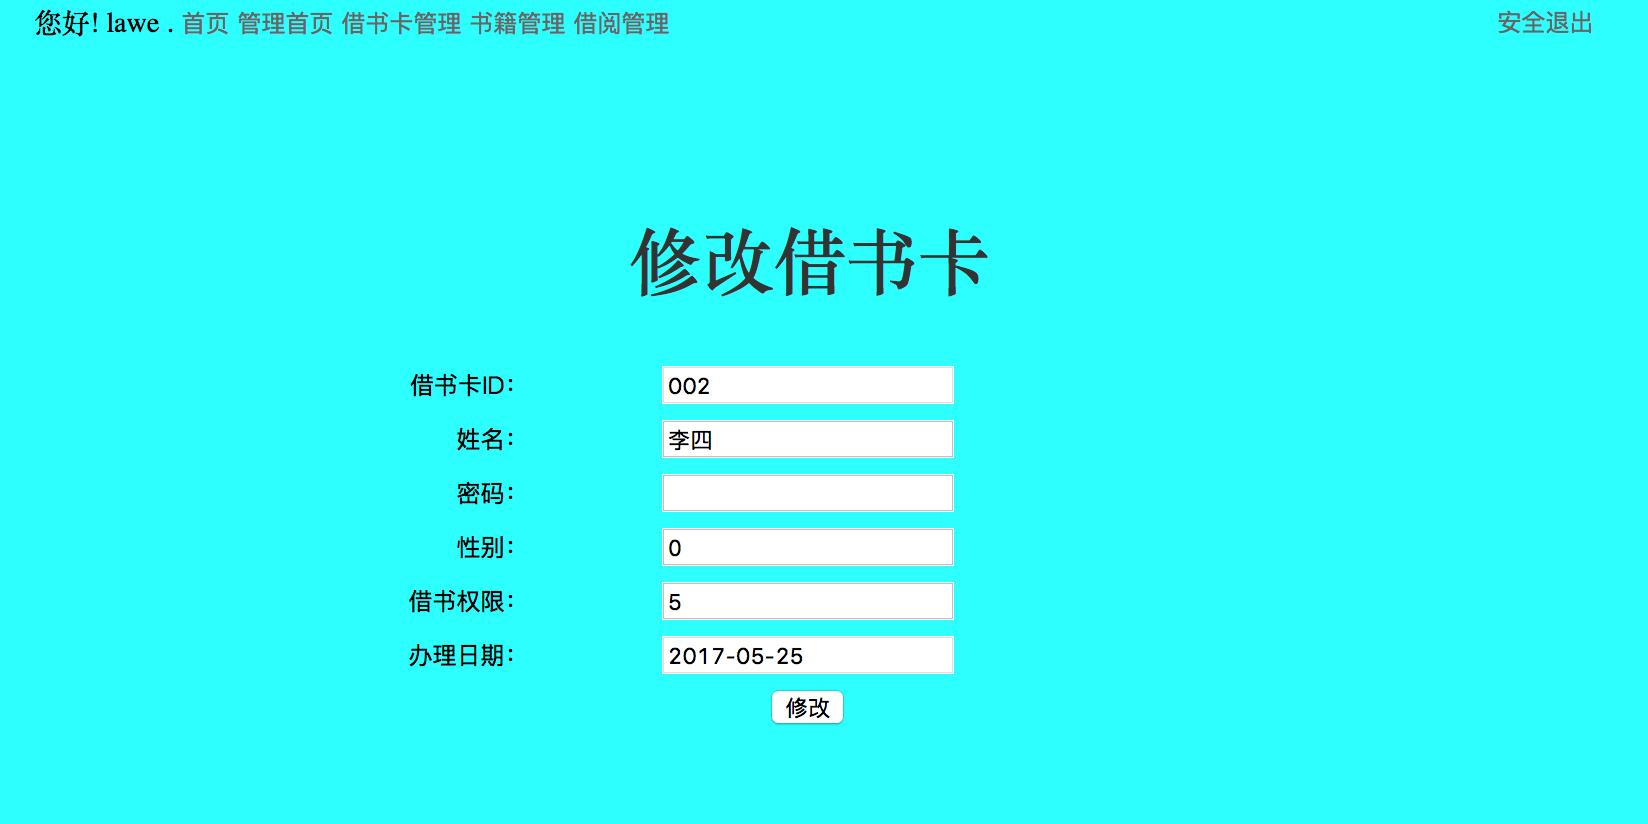 您好! lawe . 首页 管理首页 借书卡管理 书籍管理 借阅管理 安全退出
修改借书卡
借书卡ID： 002
姓名： 李四
密码：
性别： 0
借书权限： 5
办理日期： 2017-05-25
修改